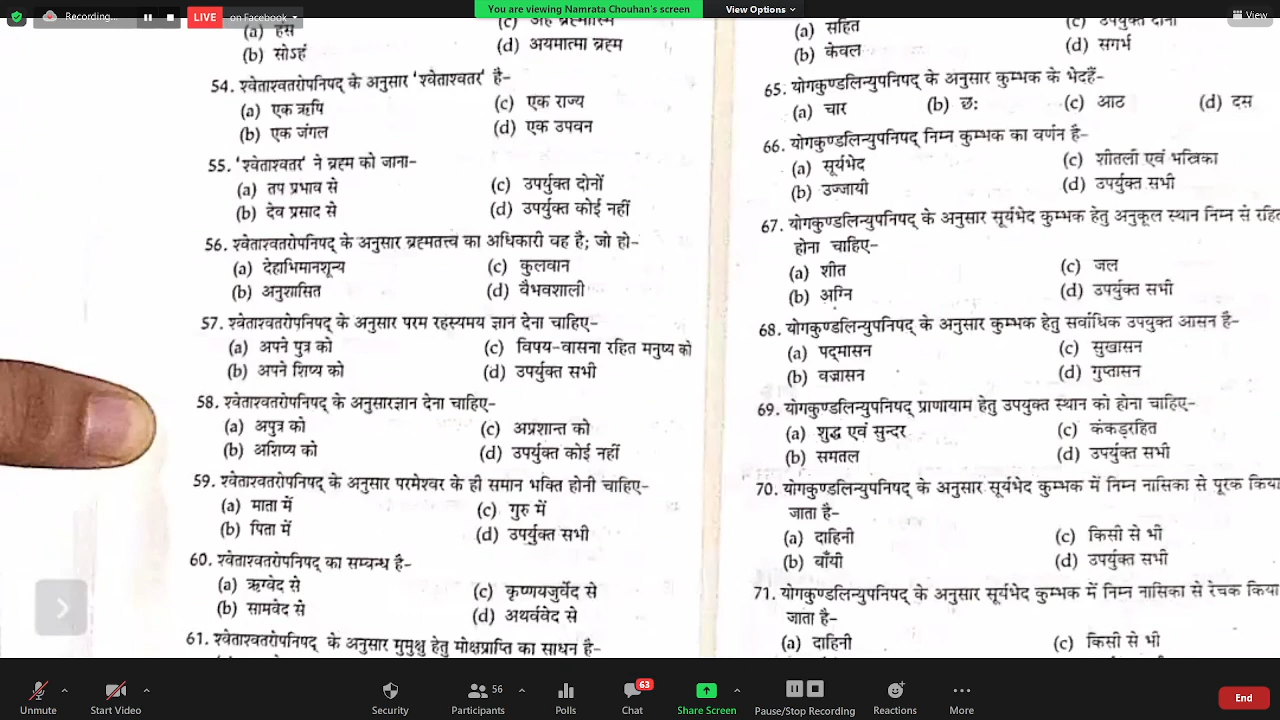 Recording...
LIVE on Facebook
You are viewing Namrata Chouhan's screen
View Options
View
(a) हंस
(b) सोऽहं
(c) अहं ब्रह्मास्मि
(d) अयमात्मा ब्रह्म
54. श्वेताश्वतरोपनिषद् के अनुसार 'श्वेताश्वतर' है-
(a) एक ऋषि (c) एक राज्य
(b) एक जंगल (d) एक उपवन
55. 'श्वेताश्वतर' ने ब्रह्म को जाना-
(a) तप प्रभाव से (c) उपर्युक्त दोनों
(b) देव प्रसाद से (d) उपर्युक्त कोई नहीं
56. श्वेताश्वतरोपनिषद् के अनुसार ब्रह्मतत्त्व का अधिकारी वह है; जो हो-
(a) देहाभिमानशून्य (c) कुलवान
(b) अनुशासित (d) वैभवशाली
57. श्वेताश्वतरोपनिषद् के अनुसार परम रहस्यमय ज्ञान देना चाहिए-
(a) अपने पुत्र को (c) विषय-वासना रहित मनुष्य को
(b) अपने शिष्य को (d) उपर्युक्त सभी
58. श्वेताश्वतरोपनिषद् के अनुसारज्ञान देना चाहिए-
(a) अपुत्र को (c) अप्रशान्त को
(b) अशिष्य को (d) उपर्युक्त कोई नहीं
59. श्वेताश्वतरोपनिषद् के अनुसार परमेश्वर के ही समान भक्ति होनी चाहिए-
(a) माता में (c) गुरु में
(b) पिता में (d) उपर्युक्त सभी
60. श्वेताश्वतरोपनिषद् का सम्बन्ध है-
(a) ऋग्वेद से (c) कृष्णयजुर्वेद से
(b) सामवेद से (d) अथर्ववेद से
61. श्वेताश्वतरोपनिषद् के अनुसार मुमुक्षु हेतु मोक्षप्राप्ति का साधन है-
(a) सहित (c) उपर्युक्त दोनों
(b) केवल (d) सगर्भ
65. योगकुण्डलिन्युपनिषद् के अनुसार कुम्भक के भेदहैं-
(a) चार (b) छः (c) आठ (d) दस
66. योगकुण्डलिन्युपनिषद् निम्न कुम्भक का वर्णन है-
(a) सूर्यभेद (c) शीतली एवं भस्त्रिका
(b) उज्जायी (d) उपर्युक्त सभी
67. योगकुण्डलिन्युपनिषद् के अनुसार सूर्यभेद कुम्भक हेतु अनुकूल स्थान निम्न से रहित
होना चाहिए-
(a) शीत (c) जल
(b) अग्नि (d) उपर्युक्त सभी
68. योगकुण्डलिन्युपनिषद् के अनुसार कुम्भक हेतु सर्वाधिक उपयुक्त आसन है-
(a) पद्मासन (c) सुखासन
(b) वज्रासन (d) गुप्तासन
69. योगकुण्डलिन्युपनिषद् प्राणायाम हेतु उपयुक्त स्थान को होना चाहिए-
(a) शुद्ध एवं सुन्दर (c) कंकड़रहित
(b) समतल (d) उपर्युक्त सभी
70. योगकुण्डलिन्युपनिषद् के अनुसार सूर्यभेद कुम्भक में निम्न नासिका से पूरक किया
जाता है-
(a) दाहिनी (c) किसी से भी
(b) बाँयी (d) उपर्युक्त सभी
71. योगकुण्डलिन्युपनिषद् के अनुसार सूर्यभेद कुम्भक में निम्न नासिका से रेचक किया
जाता है-
(a) दाहिनी (c) किसी से भी
Unmute
Start Video
Security
56
Participants
Polls
63
Chat
Share Screen
Pause/Stop Recording
Reactions
More
End